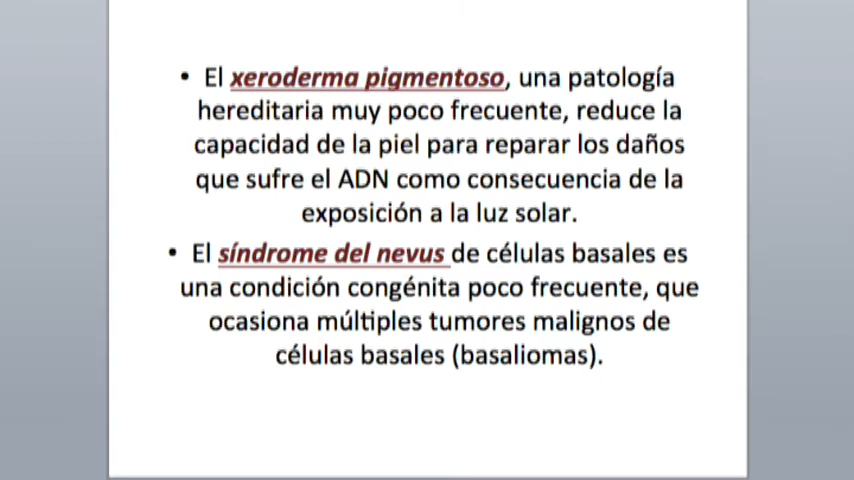 • El xeroderma pigmentoso, una patología
hereditaria muy poco frecuente, reduce la
capacidad de la piel para reparar los daños
que sufre el ADN como consecuencia de la
exposición a la luz solar.
• El síndrome del nevus de células basales es
una condición congénita poco frecuente, que
ocasiona múltiples tumores malignos de
células basales (basaliomas).